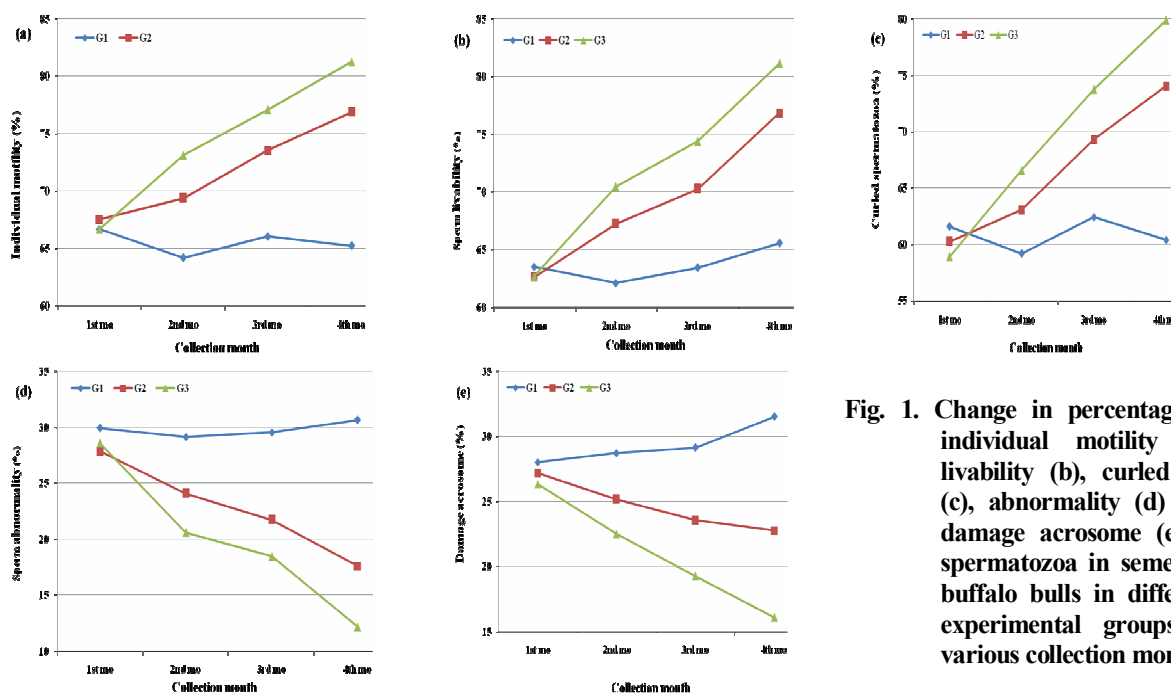 (a)
G1 G2
85
80
75
70
65
60
Individual motility (%)
1st mo 2nd mo 3rd mo 4th mo
Collection month
(b)
G1 G2 G3
85
80
75
70
65
60
Sperm livability (%)
1st mo 2nd mo 3rd mo 4th mo
Collection month
(c)
G1 G2 G3
80
75
70
65
60
55
Curled spermatozoa (%)
1st mo 2nd mo 3rd mo 4th mo
Collection month
(d)
G1 G2 G3
35
30
25
20
15
10
Sperm abnormality (%)
1st mo 2nd mo 3rd mo 4th mo
Collection month
(e)
G1 G2 G3
35
30
25
20
15
Damage acrosome (%)
1st mo 2nd mo 3rd mo 4th mo
Collection month
Fig. 1. Change in percentag
individual motility
livability (b), curled
(c), abnormality (d)
damage acrosome (e
spermatozoa in seme
buffalo bulls in diffe
experimental groups
various collection mon